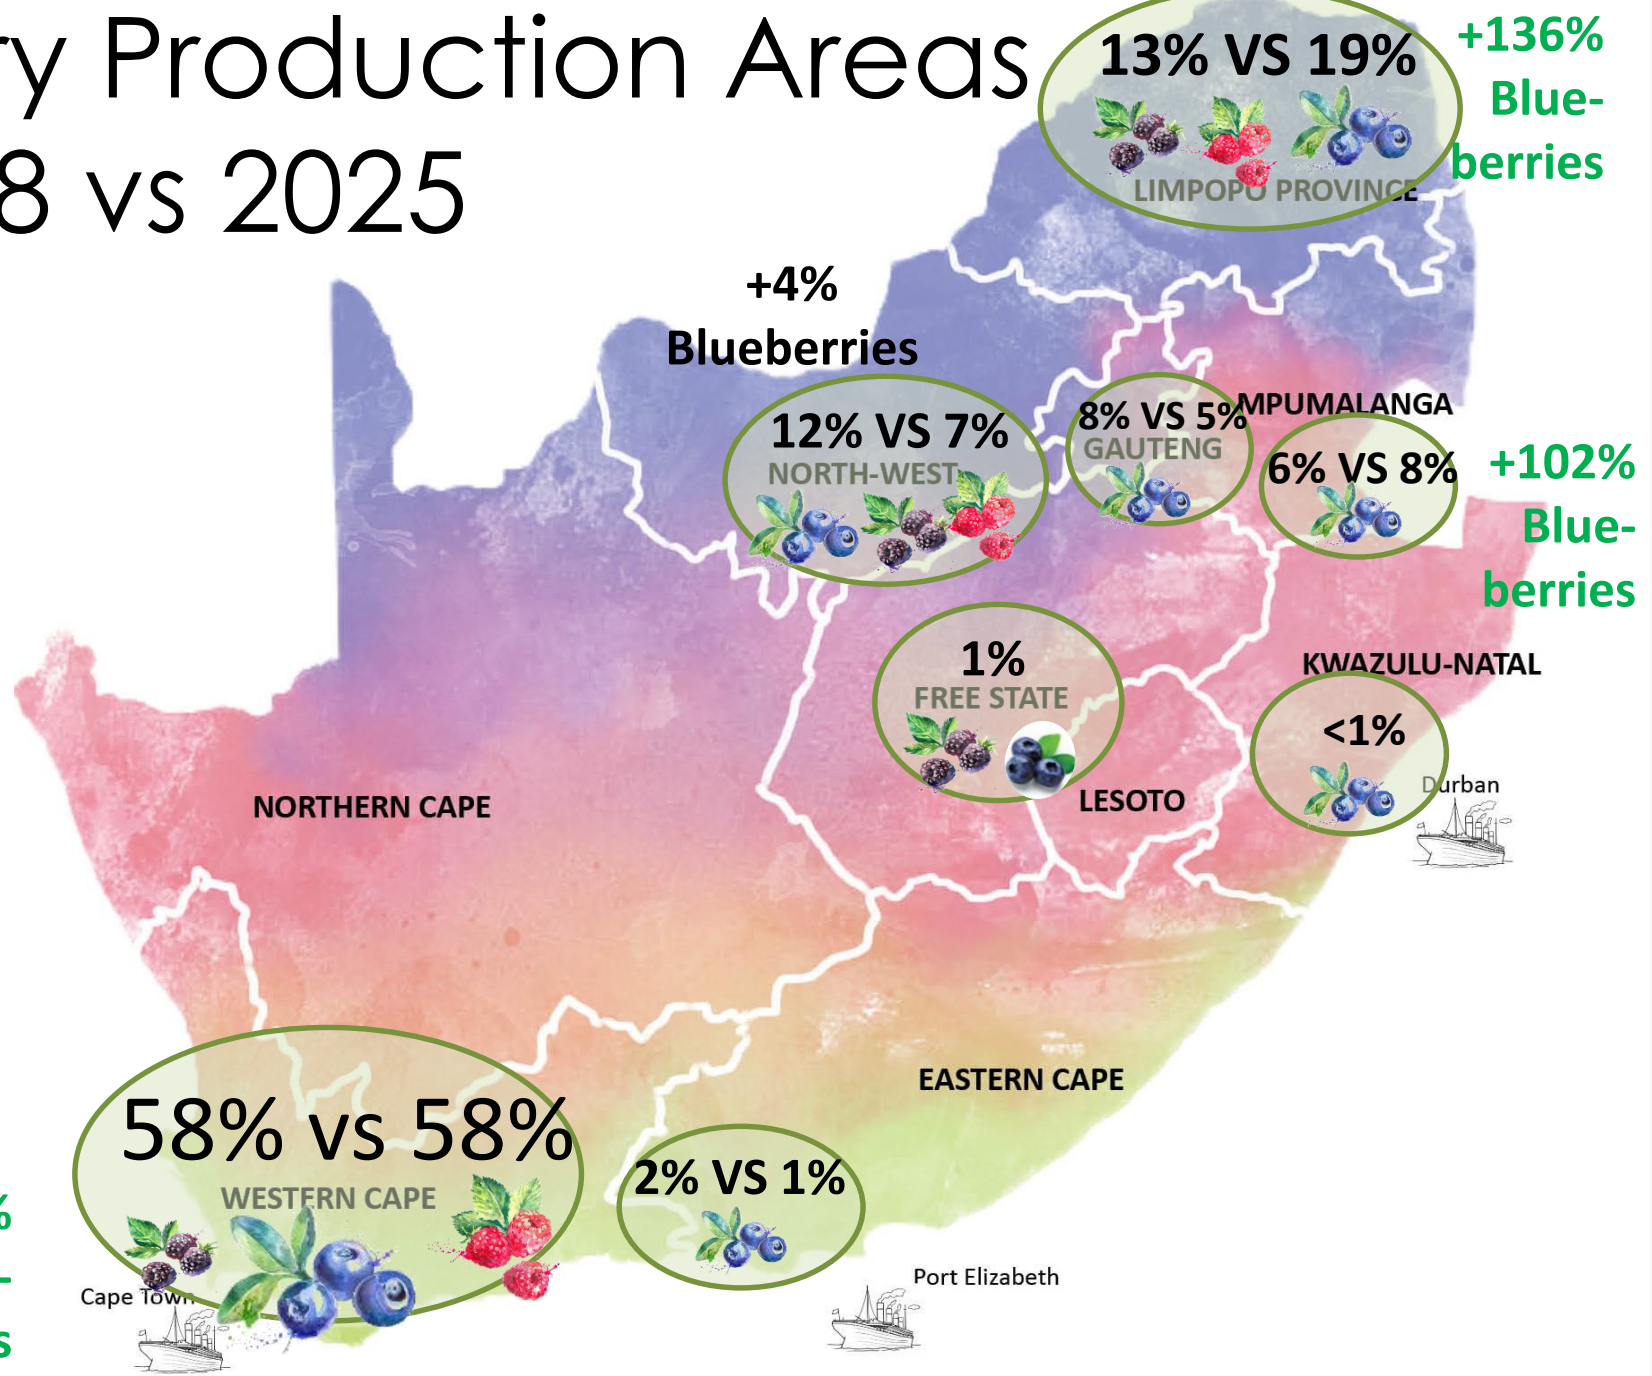 ry Production Areas
8 vs 2025
13% VS 19%
LIMPOPO PROVINCE
+136%
Blue-
berries
+4%
Blueberries
12% VS 7%
NORTH-WEST
8% VS 5%
GAUTENG
MPUMALANGA
6% VS 8%
+102%
Blue-
berries
1%
FREE STATE
KWAZULU-NATAL
<1%
Durban
LESOTO
NORTHERN CAPE
EASTERN CAPE
58% vs 58%
WESTERN CAPE
2% VS 1%
%
-
s
Cape Town
Port Elizabeth